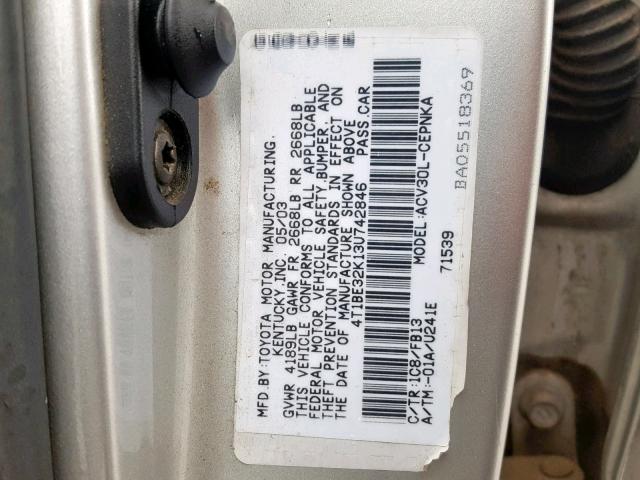 MFD.BY:TOYOTA MOTOR MANUFACTURING.
KENTUCKY,INC. 05/03
GVWR 4189LB GAWR FR 2668LB RR 2668LB
THIS VEHICLE CONFORMS TO ALL APPLICABLE
FEDERAL MOTOR VEHICLE SAFETY BUMPER, AND
THEFT PREVENTION STANDARDS IN EFFECT ON
THE DATE OF MANUFACTURE SHOWN ABOVE
4T1BE32K13U742846 PASS.CAR
MODEL:ACV30L-CEPNKA
C/TR:1C8/FB13 71539
A/TM:-01A/U241E
BA05518369